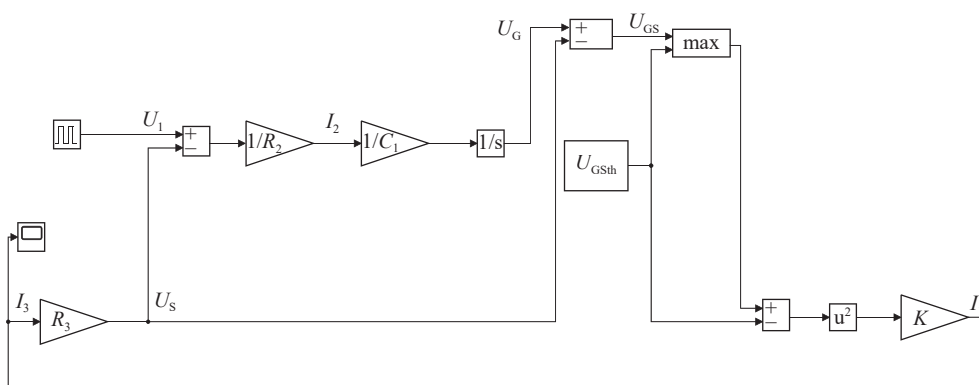 U_G
+
−
U_GS
max
U_1
+
−
1/R_2
I_2
1/C_1
1/s
U_GSth
I_3
R_3
U_S
+
−
u²
K
I